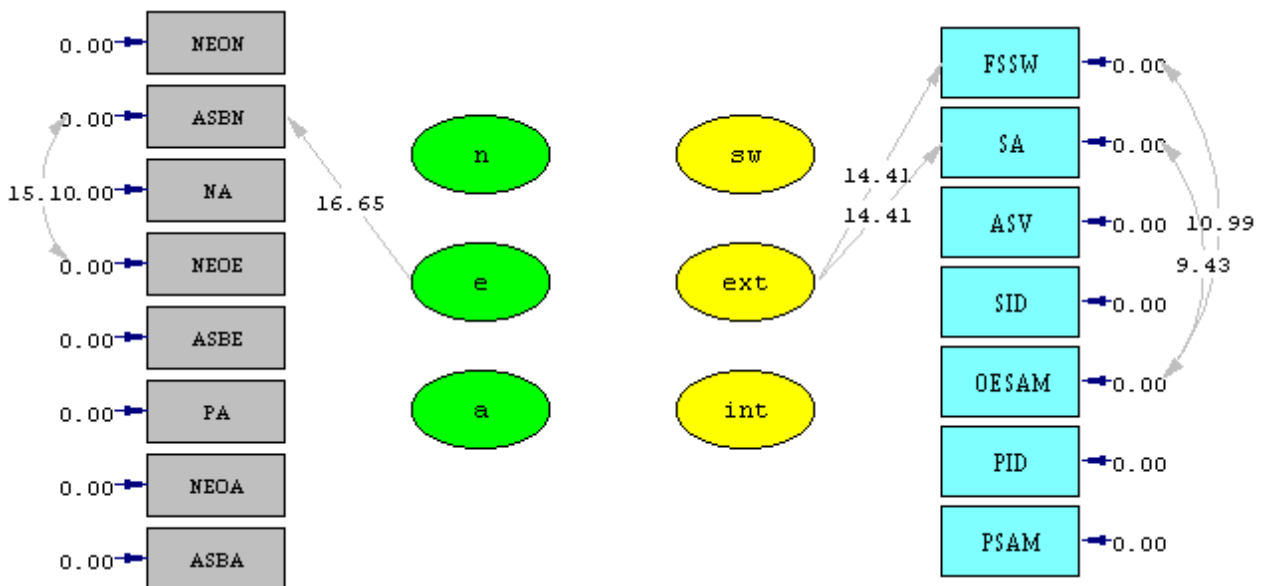 0.00 NEON
0.00 ASBN
15.10.00 NA
0.00 NEOE
0.00 ASBE
0.00 PA
0.00 NEOA
0.00 ASBA
16.65
n
e
a
sw
ext
int
14.41
14.41
FSSW 0.00
SA 0.00
ASV 0.00
SID 0.00
OESAM 0.00
PID 0.00
PSAM 0.00
10.99
9.43